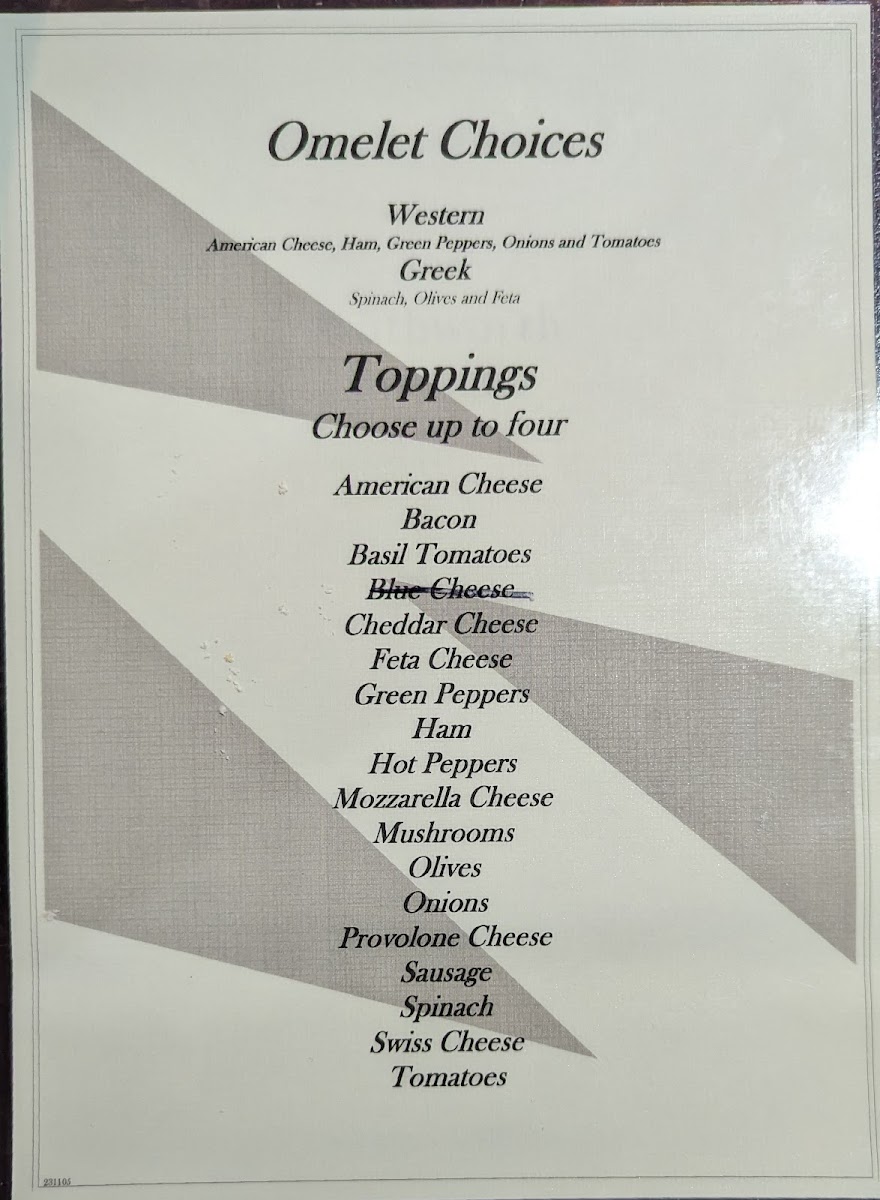 Omelet Choices
Western
American Cheese, Ham, Green Peppers, Onions and Tomatoes
Greek
Spinach, Olives and Feta
Toppings
Choose up to four
American Cheese
Bacon
Basil Tomatoes
Blue Cheese
Cheddar Cheese
Feta Cheese
Green Peppers
Ham
Hot Peppers
Mozzarella Cheese
Mushrooms
Olives
Onions
Provolone Cheese
Sausage
Spinach
Swiss Cheese
Tomatoes
231105